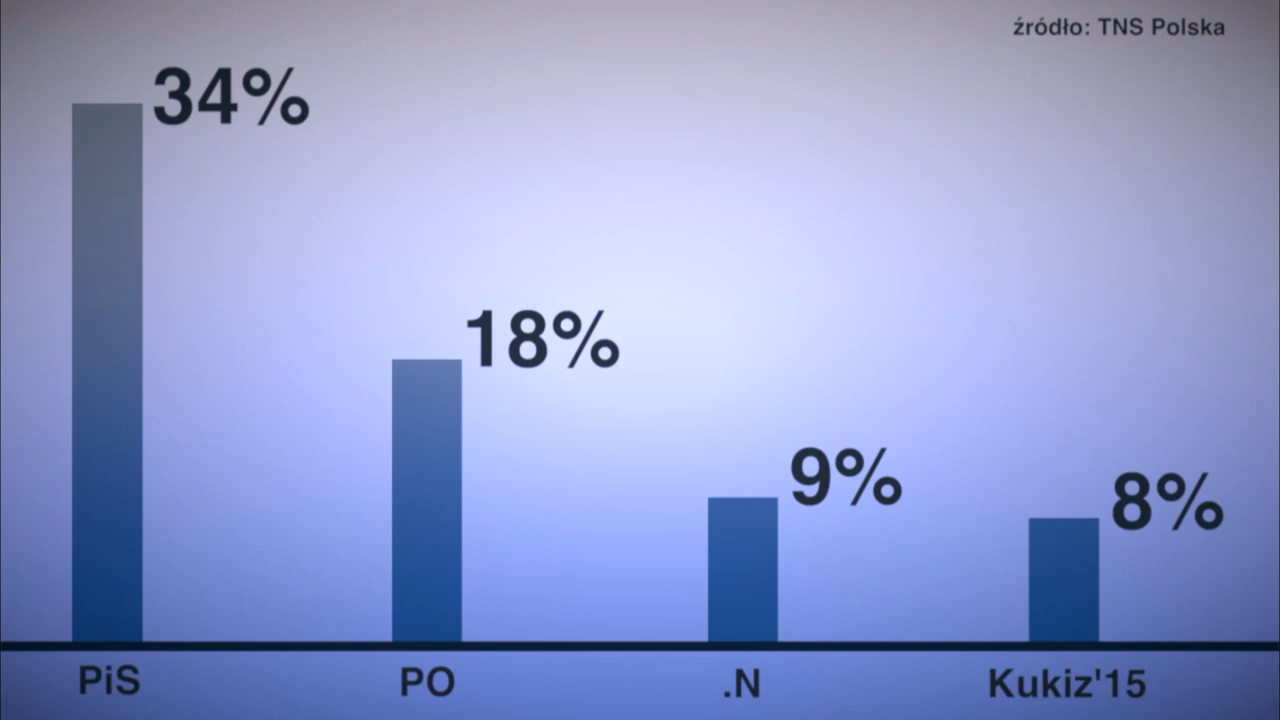 źródło: TNS Polska
34%
18%
9%
8%
PiS
PO
.N
Kukiz'15